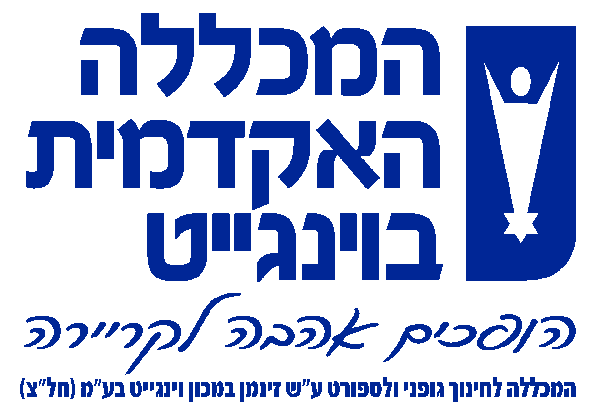 המכללה
האקדמית
בוינגייט
הופכים אהבה לקריירה
המכללה לחינוך גופני ולספורט ע"ש זינמן במכון וינגייט בע"מ (חל"צ)